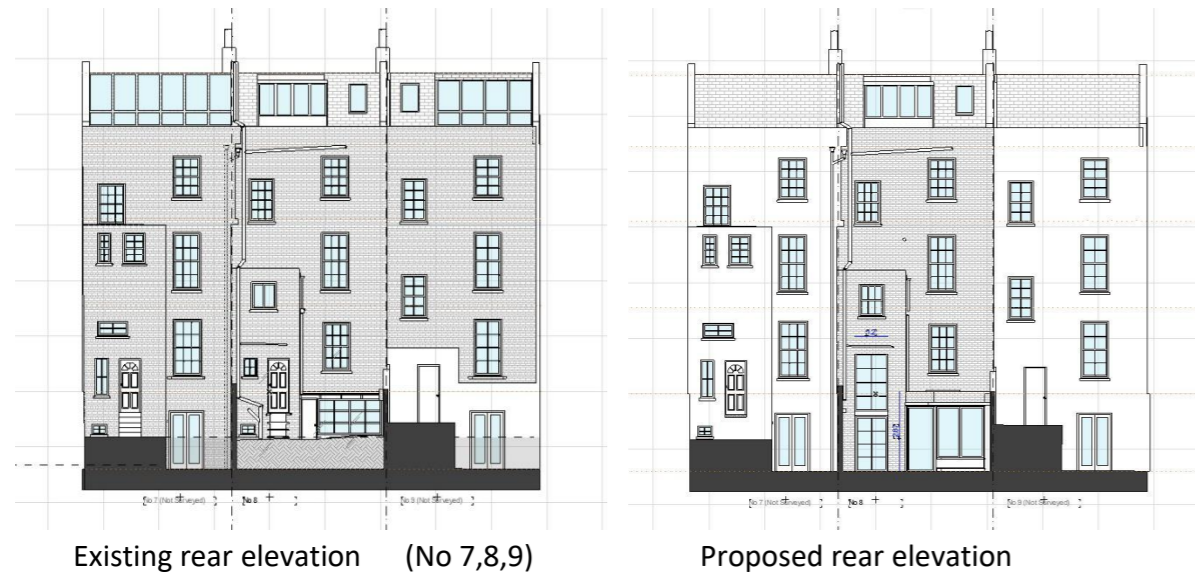 No 7 (Not Surveyed)
No 8
No 9 (Not Surveyed)
No 7 (Not Surveyed)
No 8
No 9 (Not Surveyed)
Existing rear elevation (No 7,8,9)
Proposed rear elevation